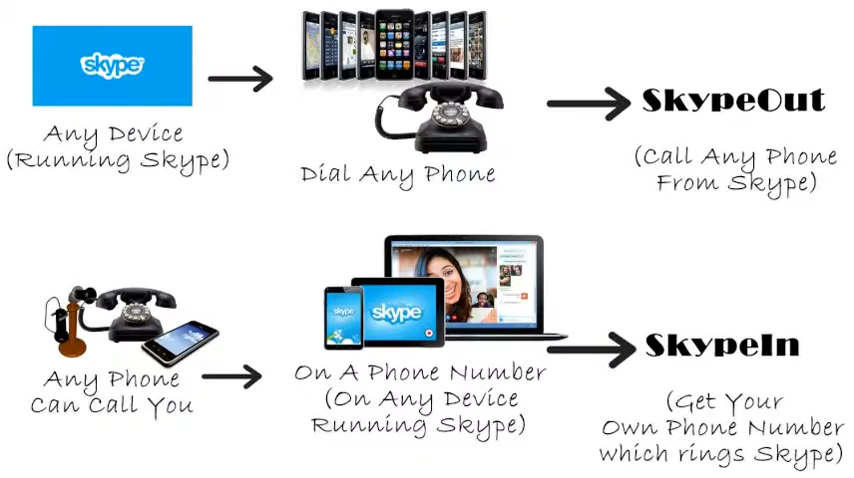 skype
Any Device
(Running Skype)
Dial Any Phone
SkypeOut
(Call Any Phone
From Skype)
Any Phone
Can Call You
skype
On A Phone Number
(On Any Device
Running Skype)
SkypeIn
(Get Your
Own Phone Number
which rings Skype)